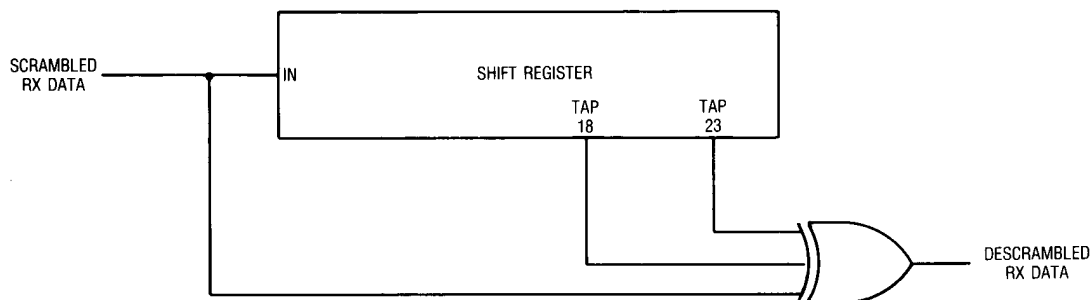 SCRAMBLED
RX DATA
IN
SHIFT REGISTER
TAP
18
TAP
23
DESCRAMBLED
RX DATA